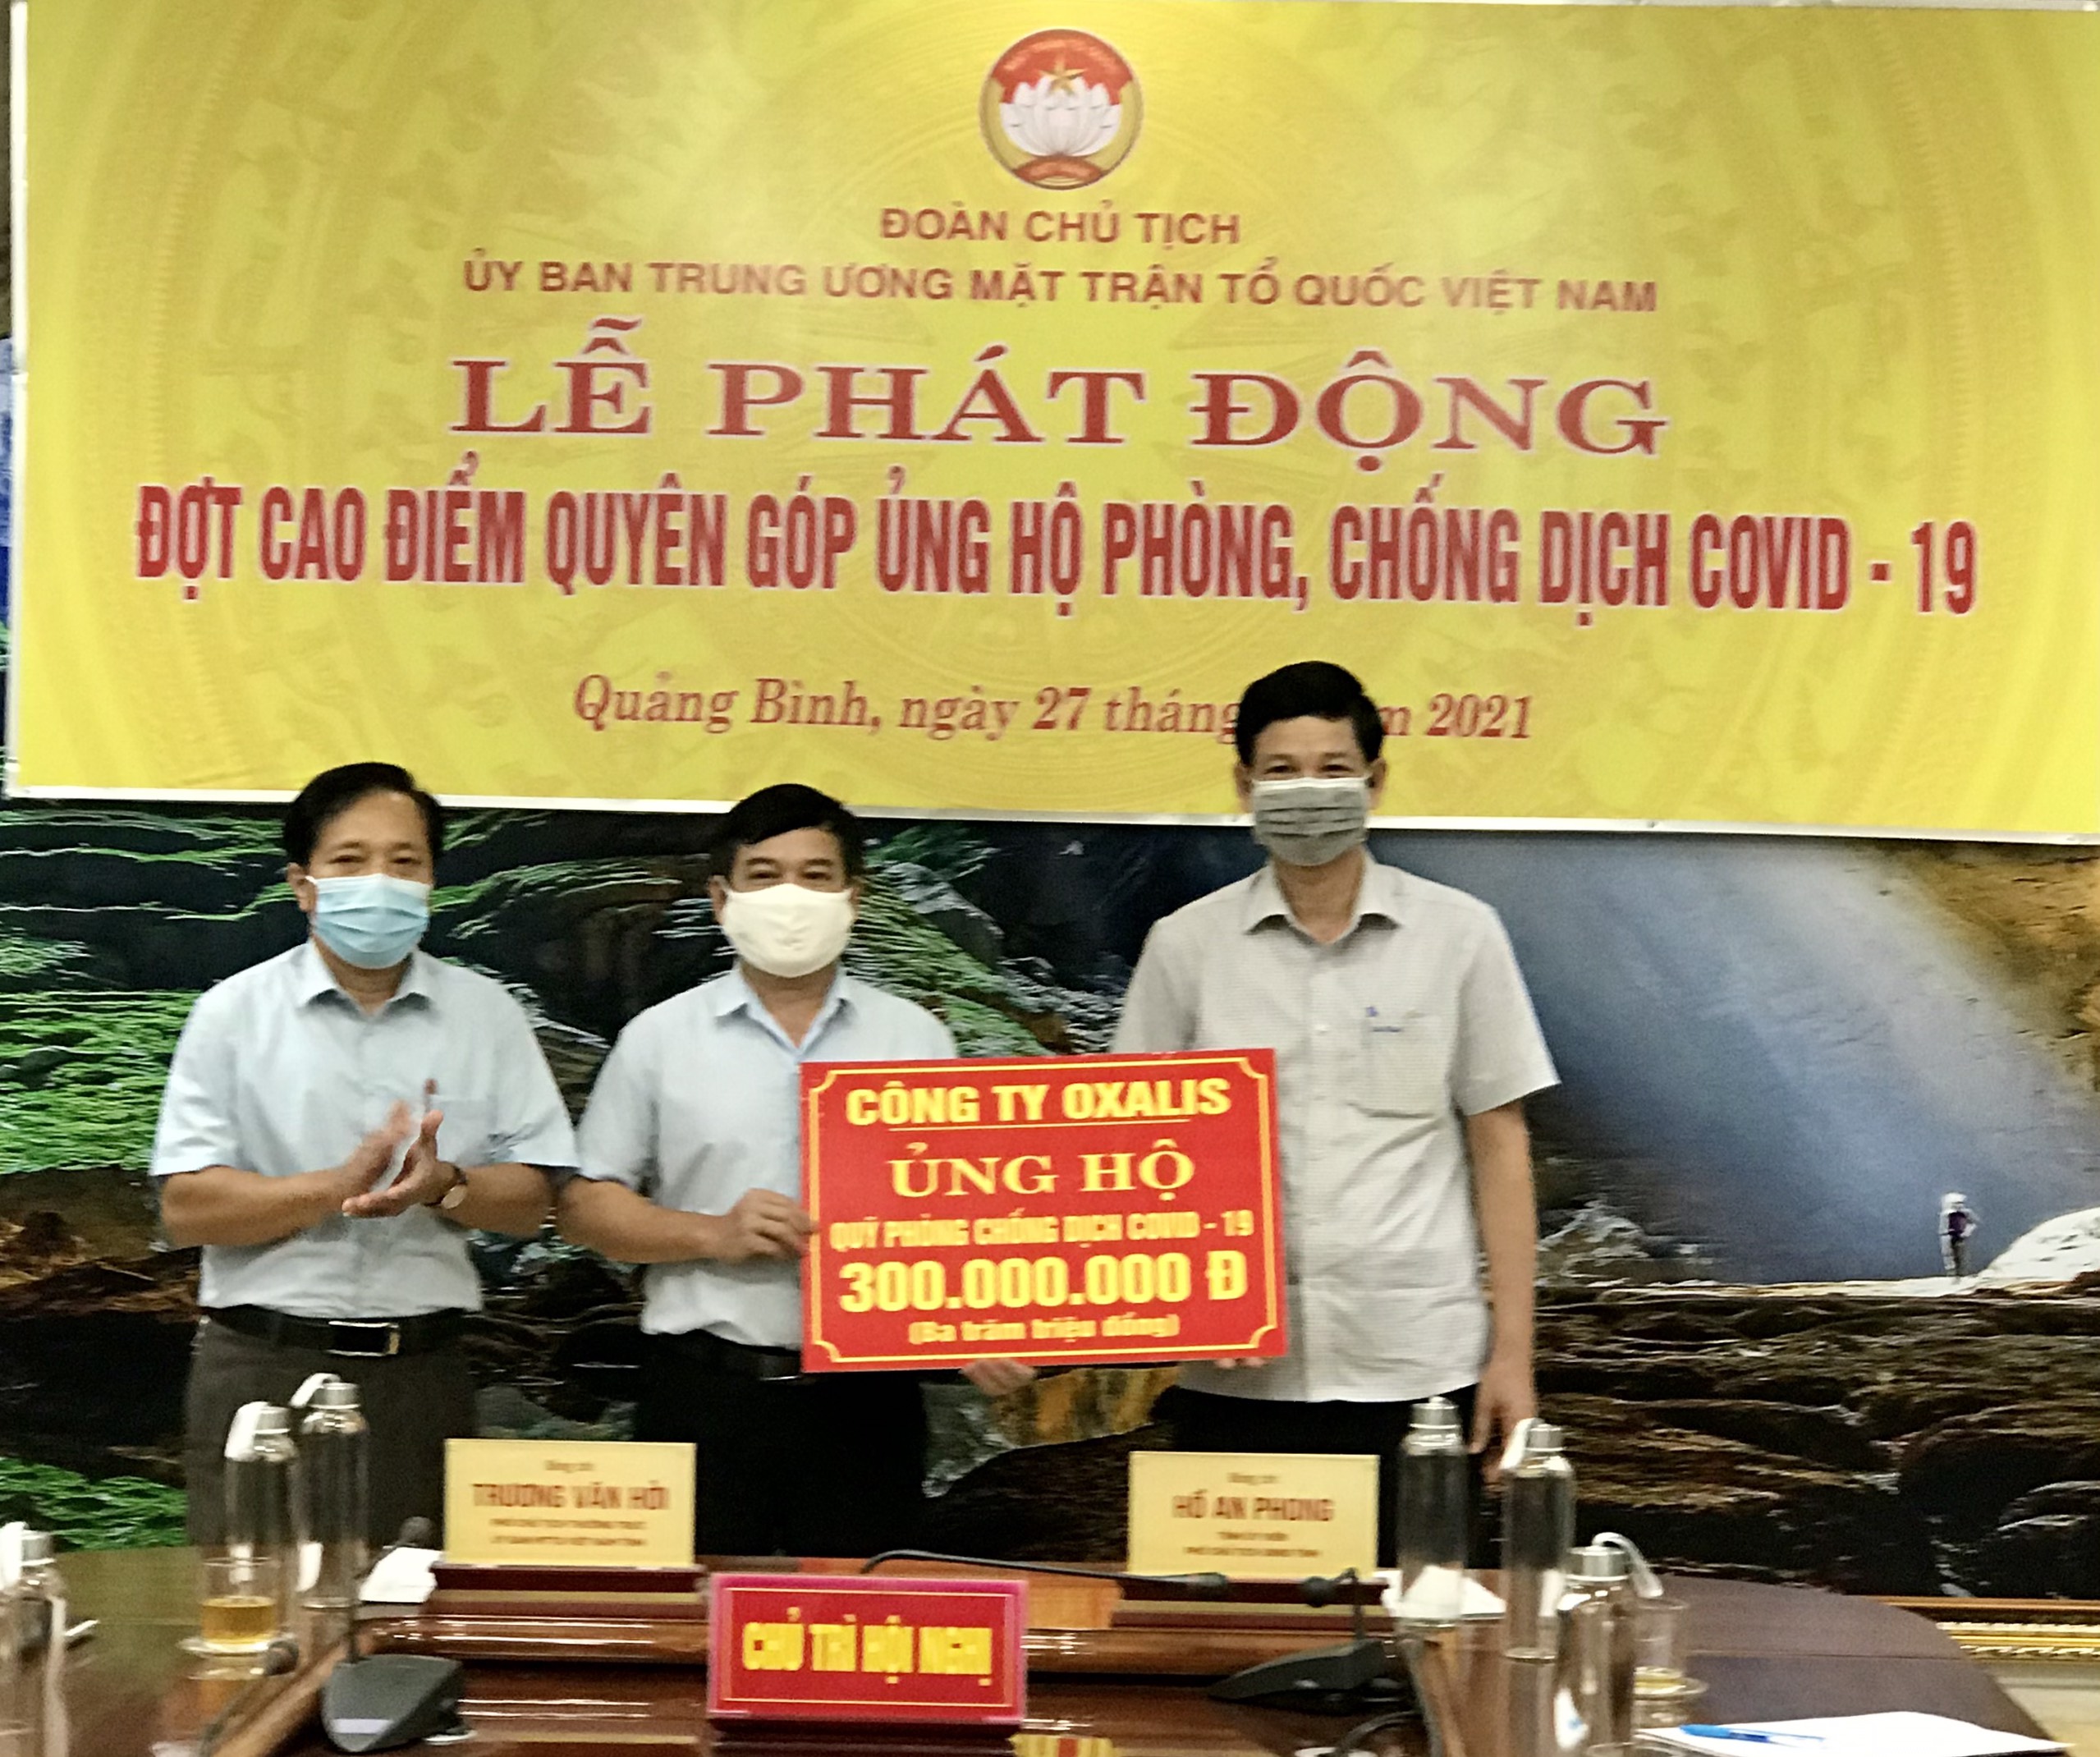 ĐOÀN CHỦ TỊCH
ỦY BAN TRUNG ƯƠNG MẶT TRẬN TỔ QUỐC VIỆT NAM
LỄ PHÁT ĐỘNG
ĐỢT CAO ĐIỂM QUYÊN GÓP ỦNG HỘ PHÒNG, CHỐNG DỊCH COVID - 19
Quảng Bình, ngày 27 tháng 2021
CÔNG TY OXALIS
ỦNG HỘ
QUỸ PHÒNG CHỐNG DỊCH COVID - 19
300.000.000 Đ
(Ba trăm triệu đồng)
TRƯƠNG VĂN HỞI
HỒ AN PHONG
CHỦ TRÌ HỘI NGHỊ